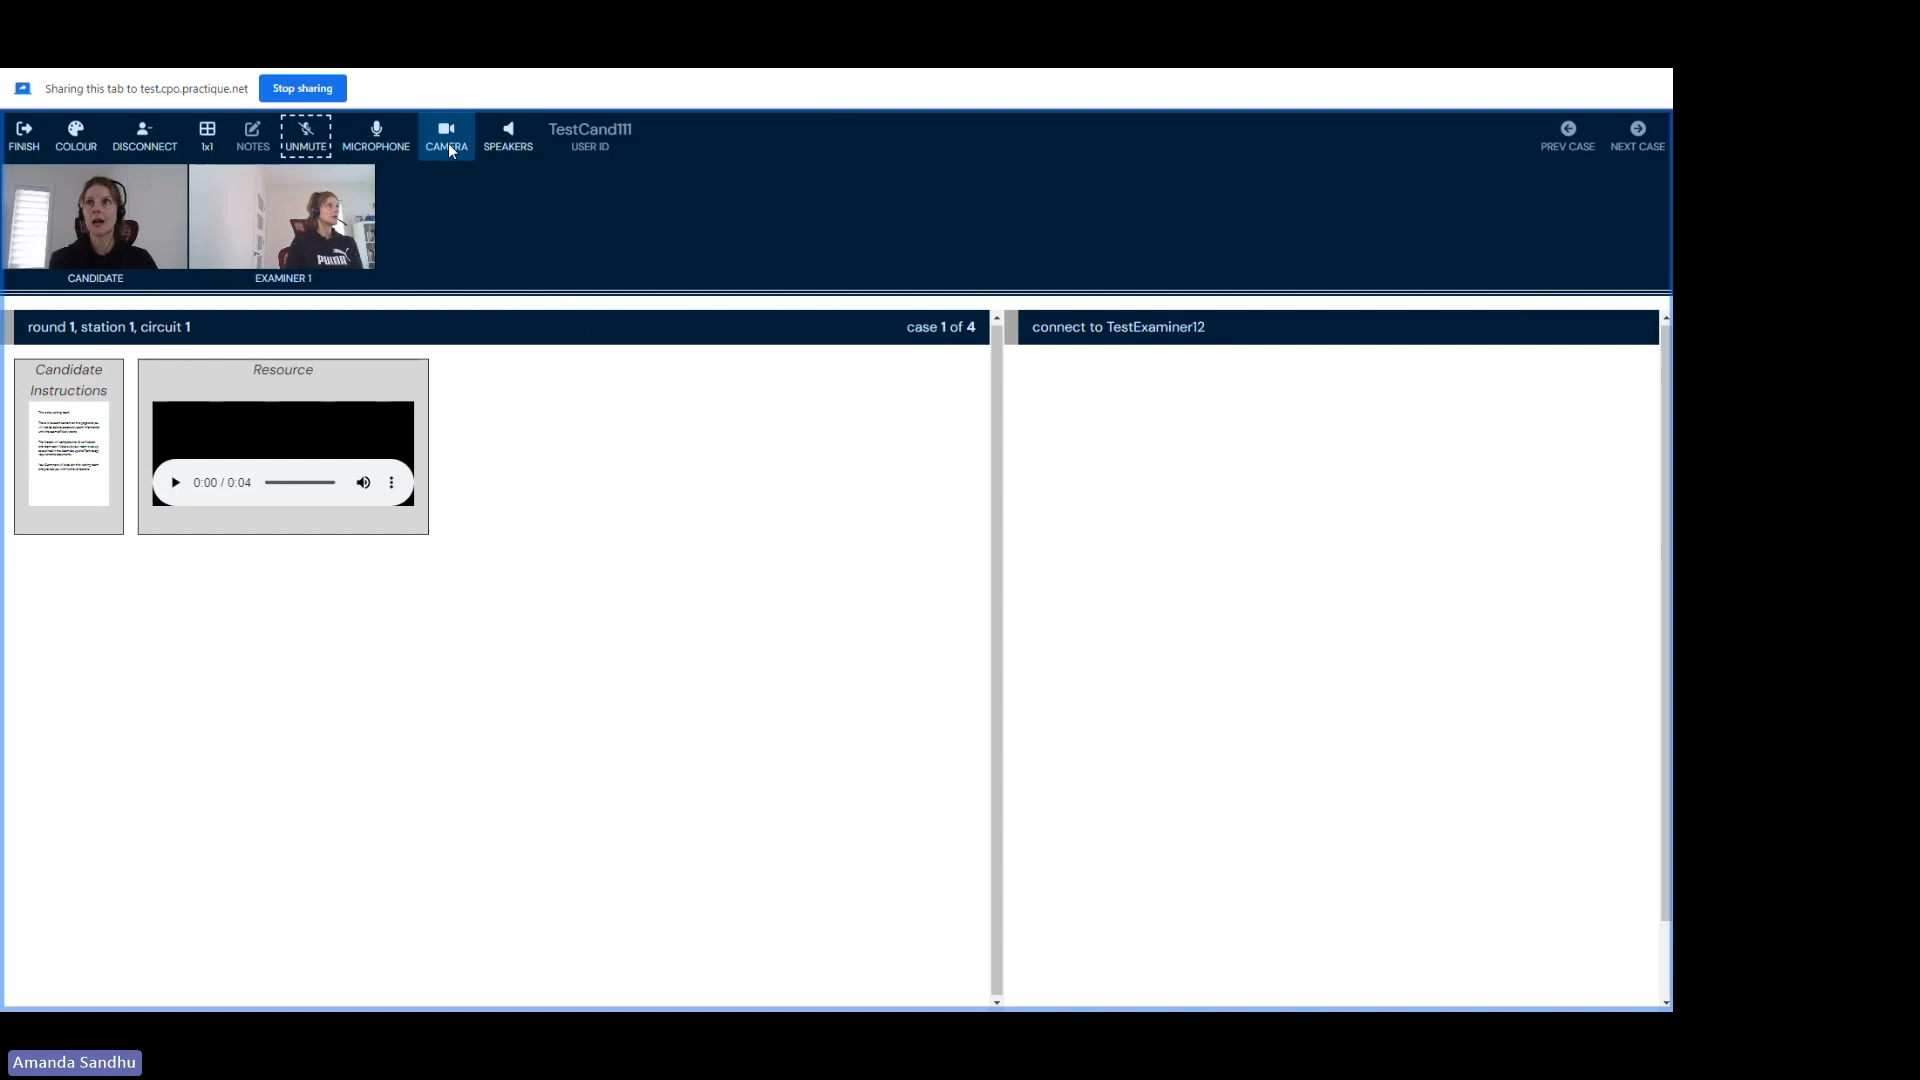 Sharing this tab to test.cpo.practique.net
Stop sharing
FINISH
COLOUR
DISCONNECT
1x1
NOTES
UNMUTE
MICROPHONE
CAMERA
SPEAKERS
TestCand111
USER ID
PREV CASE
NEXT CASE
PUMA
CANDIDATE
EXAMINER 1
round 1, station 1, circuit 1
case 1 of 4
connect to TestExaminer12
Candidate
Instructions
Resource
0:00 / 0:04
Amanda Sandhu